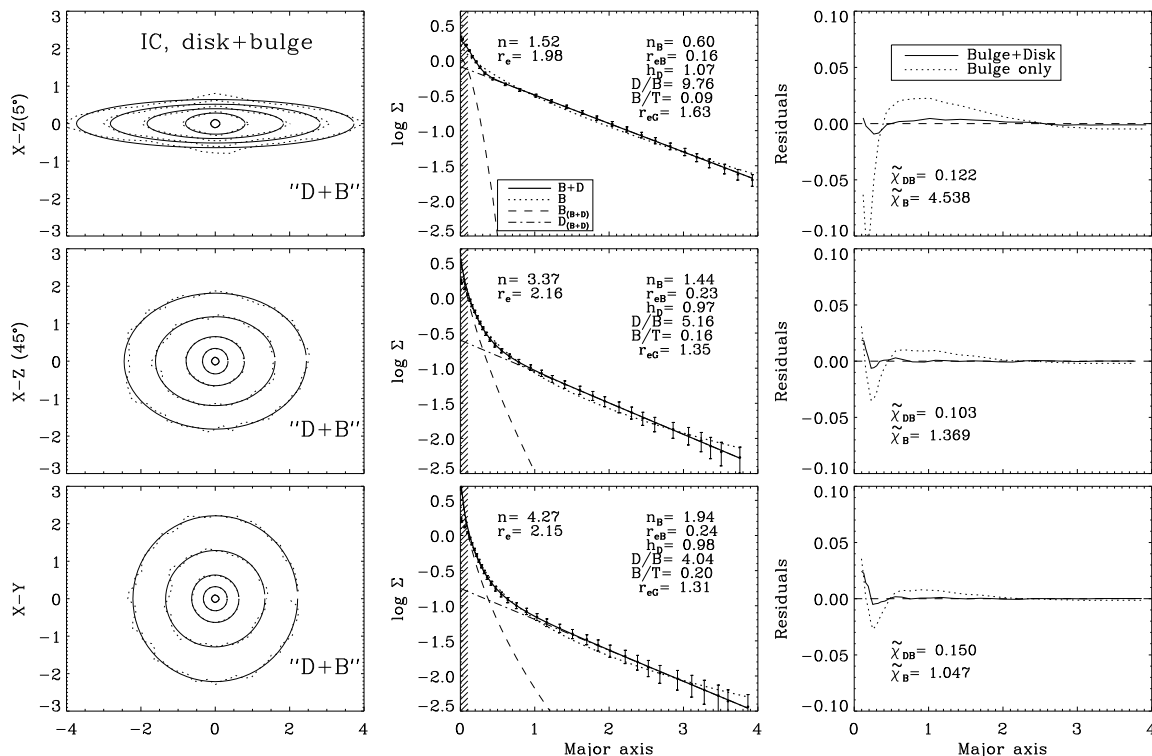 IC, disk+bulge
X-Z(5°)
"D+B"
3
2
1
0
-1
-2
-3
log Σ
0.5
0.0
-0.5
-1.0
-1.5
-2.0
-2.5
n= 1.52
r_e= 1.98
n_B= 0.60
r_eB= 0.16
h_D= 1.07
D/B= 9.76
B/T= 0.09
r_eG= 1.63
B+D
B
B_(B+D)
D_(B+D)
Residuals
0.10
0.05
0.00
-0.05
-0.10
Bulge+Disk
Bulge only
χ̃_DB= 0.122
χ̃_B= 4.538
X-Z (45°)
"D+B"
3
2
1
0
-1
-2
-3
log Σ
0.5
0.0
-0.5
-1.0
-1.5
-2.0
-2.5
n= 3.37
r_e= 2.16
n_B= 1.44
r_eB= 0.23
h_D= 0.97
D/B= 5.16
B/T= 0.16
r_eG= 1.35
Residuals
0.10
0.05
0.00
-0.05
-0.10
χ̃_DB= 0.103
χ̃_B= 1.369
X-Y
"D+B"
3
2
1
0
-1
-2
-3
-4 -2 0 2 4
log Σ
0.5
0.0
-0.5
-1.0
-1.5
-2.0
-2.5
n= 4.27
r_e= 2.15
n_B= 1.94
r_eB= 0.24
h_D= 0.98
D/B= 4.04
B/T= 0.20
r_eG= 1.31
0 1 2 3 4
Major axis
Residuals
0.10
0.05
0.00
-0.05
-0.10
χ̃_DB= 0.150
χ̃_B= 1.047
0 1 2 3 4
Major axis